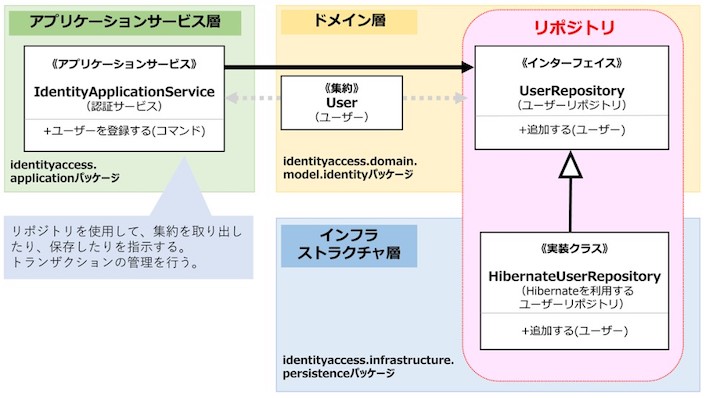 アプリケーションサービス層
《アプリケーションサービス》
IdentityApplicationService
（認証サービス）
+ユーザーを登録する(コマンド)
identityaccess.
applicationパッケージ
リポジトリを使用して、集約を取り出し
たり、保存したりを指示する。
トランザクションの管理を行う。
ドメイン層
《集約》
User
（ユーザー）
identityaccess.domain.
model.identityパッケージ
リポジトリ
《インターフェイス》
UserRepository
（ユーザーリポジトリ）
+追加する(ユーザー)
インフラ
ストラクチャ層
identityaccess.infrastructure.
persistenceパッケージ
《実装クラス》
HibernateUserRepository
（Hibernateを利用する
ユーザーリポジトリ）
+追加する(ユーザー)